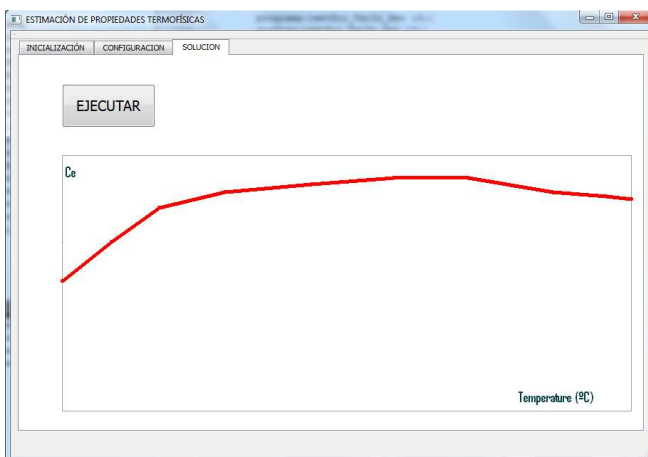 ESTIMACIÓN DE PROPIEDADES TERMOFÍSICAS
INICIALIZACIÓN CONFIGURACION SOLUCION
EJECUTAR
Ce
Temperature (ºC)